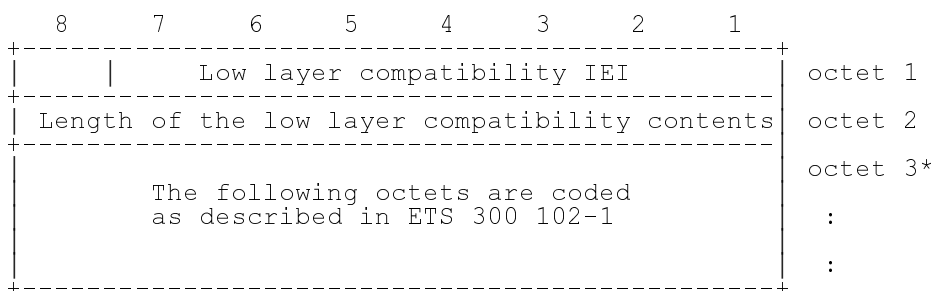 8 7 6 5 4 3 2 1
Low layer compatibility IEI octet 1
Length of the low layer compatibility contents octet 2
octet 3*
The following octets are coded
as described in ETS 300 102-1 :
: